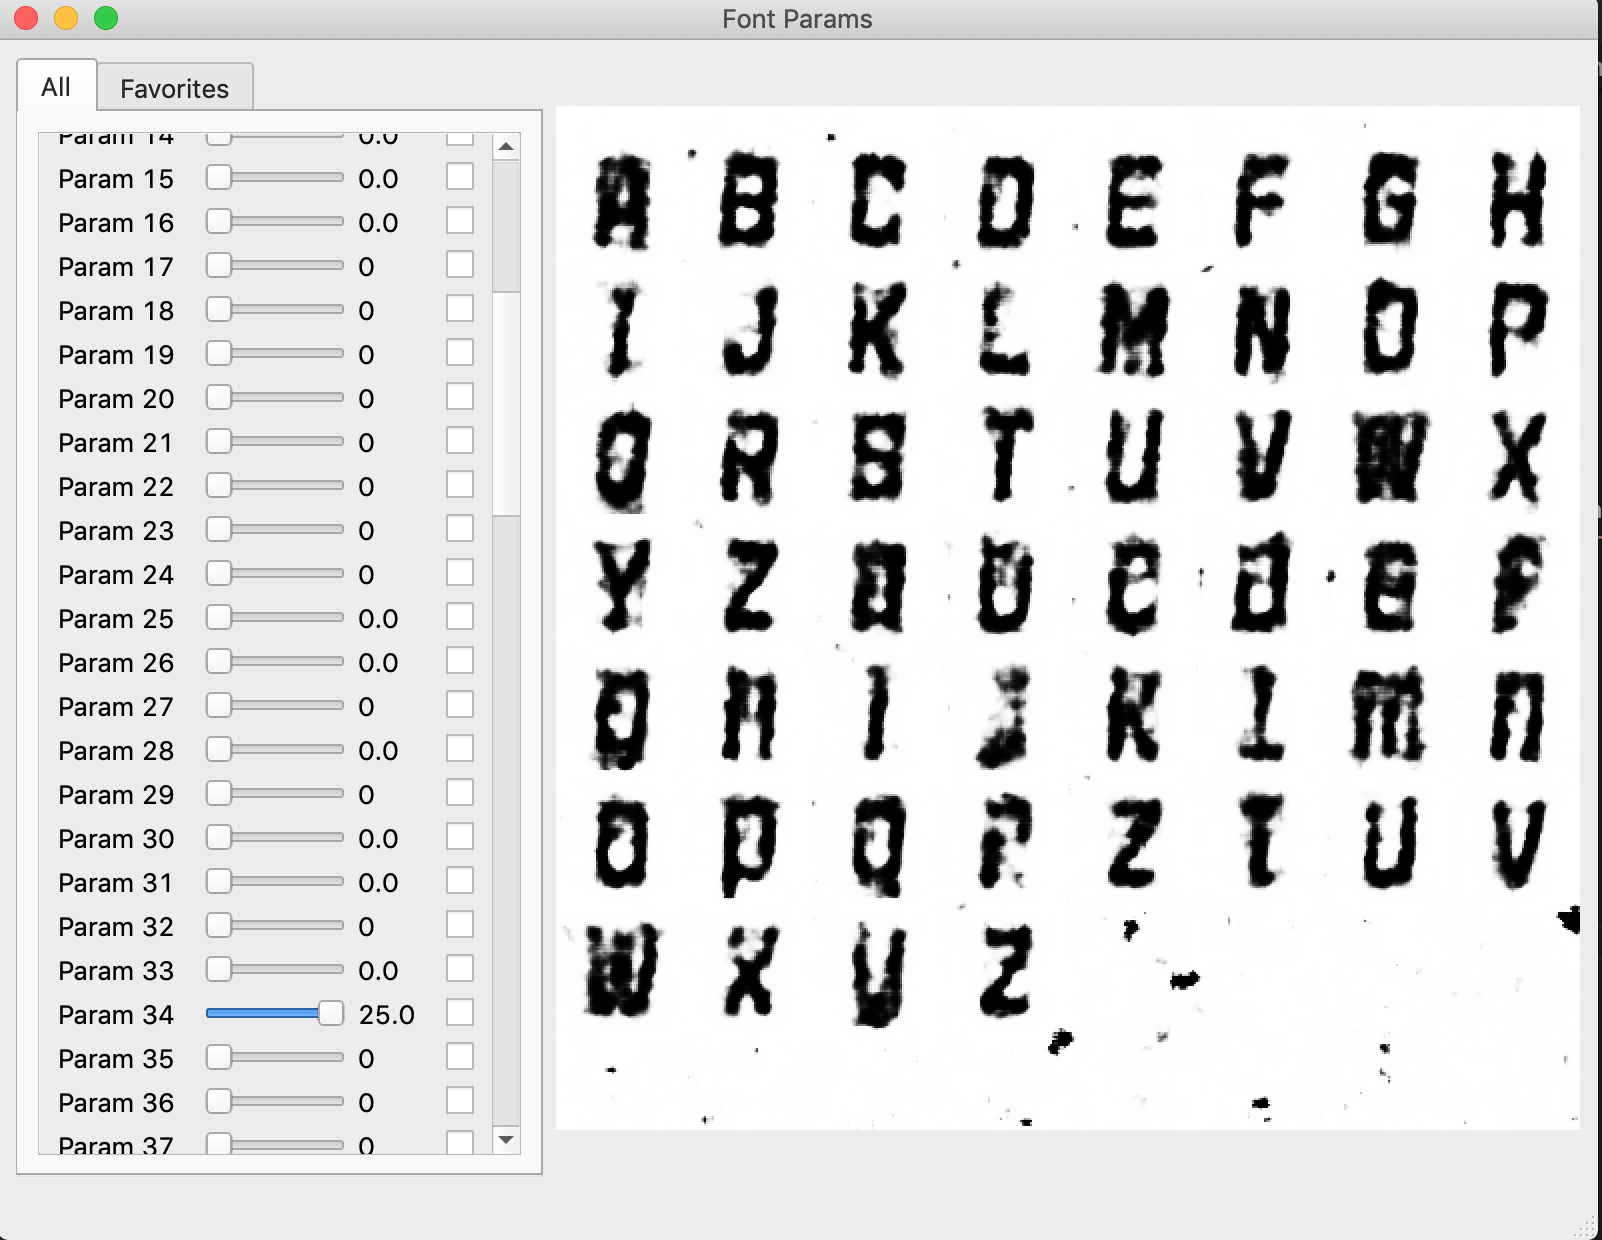 Font Params
All Favorites
Param 14 0.0
Param 15 0.0
Param 16 0.0
Param 17 0
Param 18 0
Param 19 0
Param 20 0
Param 21 0
Param 22 0
Param 23 0
Param 24 0
Param 25 0.0
Param 26 0.0
Param 27 0
Param 28 0.0
Param 29 0
Param 30 0.0
Param 31 0.0
Param 32 0
Param 33 0.0
Param 34 25.0
Param 35 0
Param 36 0
Param 37 0
A B C D E F G H
I J K L M N O P
Q R S T U V W X
Y Z a b c d e f
g h i j k l m n
o p q r s t u v
w x y z